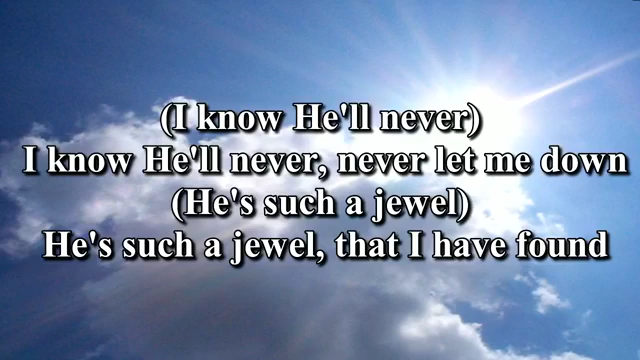 (I know He'll never)
I know He'll never, never let me down
(He's such a jewel)
He's such a jewel, that I have found